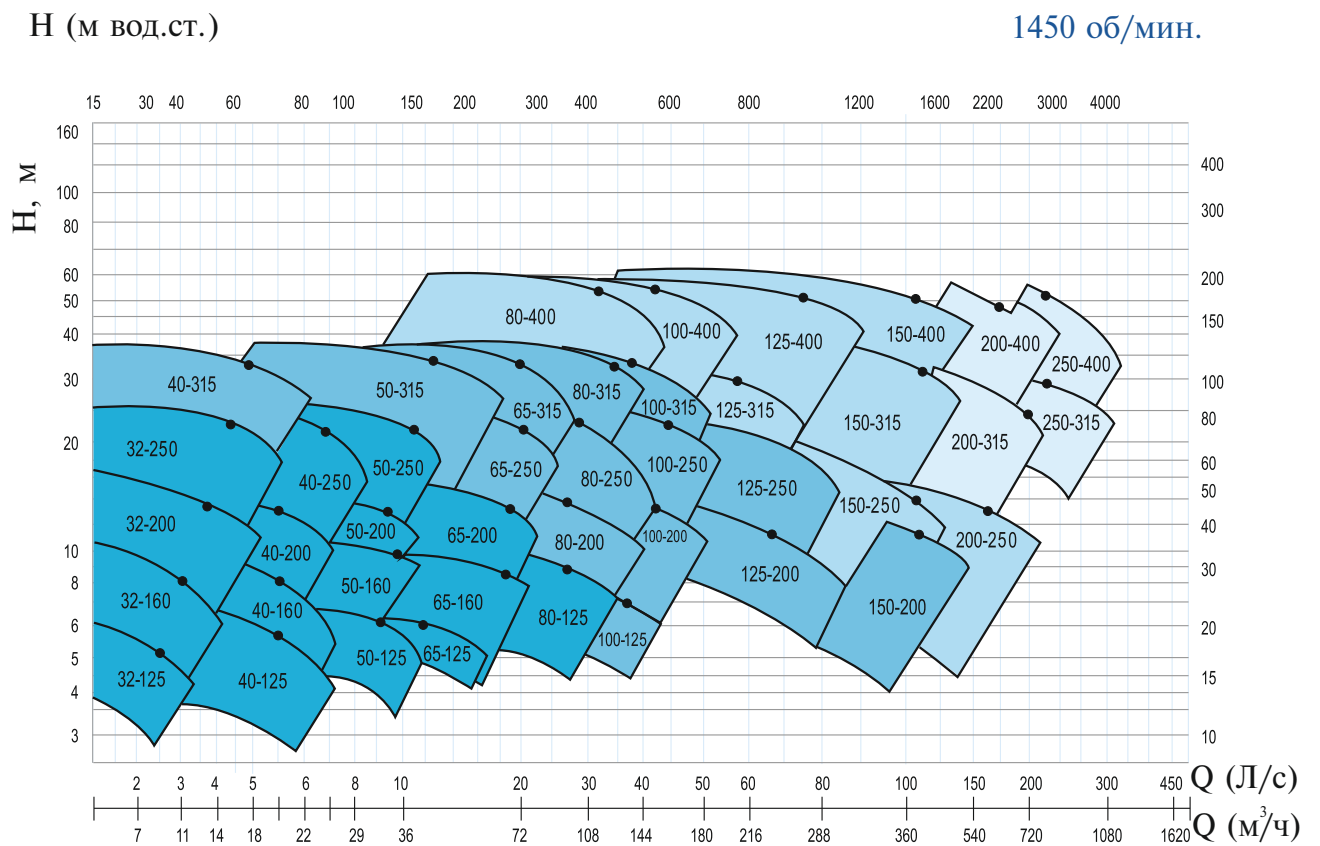 H (м вод.ст.) 1450 об/мин.
15 30 40 60 80 100 150 200 300 400 600 800 1200 1600 2200 3000 4000
H, м
160 100 80 60 50 40 30 20 10 8 6 5 4 3
400 300 200 150 100 80 60 50 40 30 20 15 10
80-400 100-400 125-400 150-400 200-400 250-400
40-315 50-315 65-315 80-315 100-315 125-315 150-315 200-315 250-315
32-250 40-250 50-250 65-250 80-250 100-250 125-250 150-250 200-250
32-200 40-200 50-200 65-200 80-200 100-200 125-200 150-200
32-160 40-160 50-160 65-160
32-125 40-125 50-125 65-125 80-125 100-125
2 3 4 5 6 8 10 20 30 40 50 60 80 100 150 200 300 450 Q (Л/с)
7 11 14 18 22 29 36 72 108 144 180 216 288 360 540 720 1080 1620 Q (м³/ч)